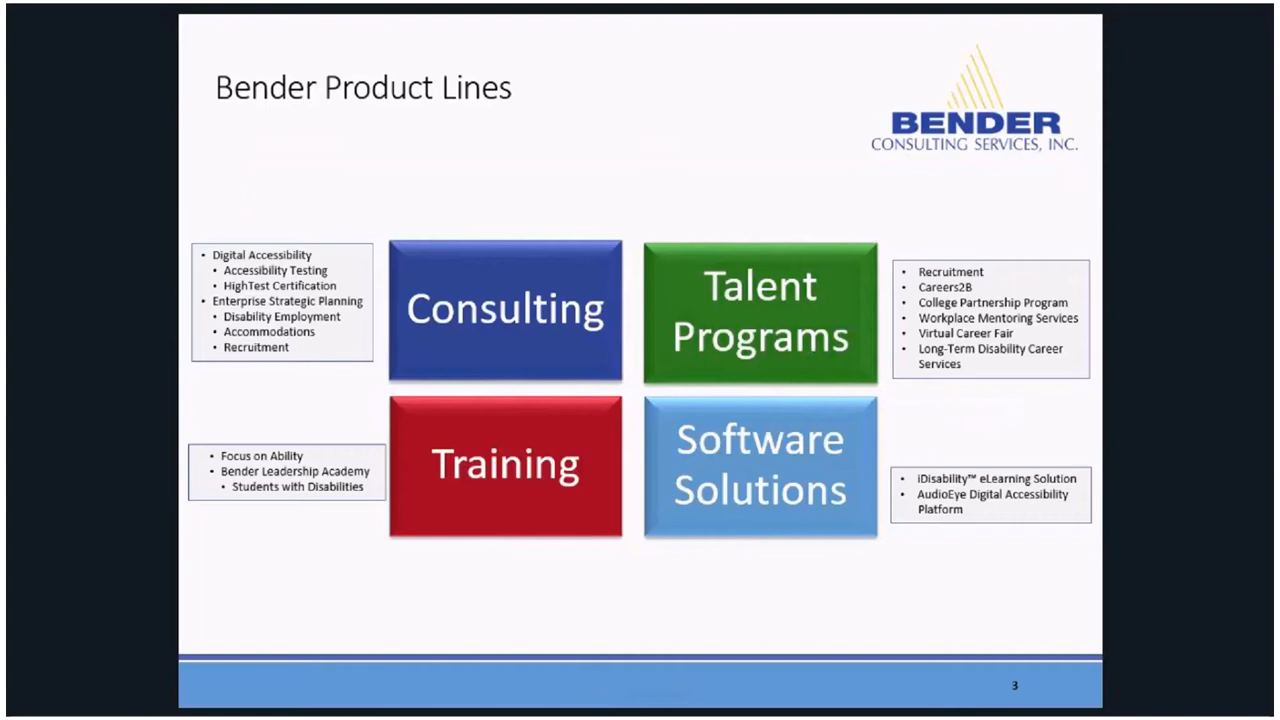 Bender Product Lines
BENDER
CONSULTING SERVICES, INC.
• Digital Accessibility
• Accessibility Testing
• HighTest Certification
• Enterprise Strategic Planning
• Disability Employment
• Accommodations
• Recruitment
Consulting
Talent
Programs
• Recruitment
• Careers2B
• College Partnership Program
• Workplace Mentoring Services
• Virtual Career Fair
• Long-Term Disability Career
Services
• Focus on Ability
• Bender Leadership Academy
• Students with Disabilities
Training
Software
Solutions
• iDisability™ eLearning Solution
• AudioEye Digital Accessibility
Platform
3